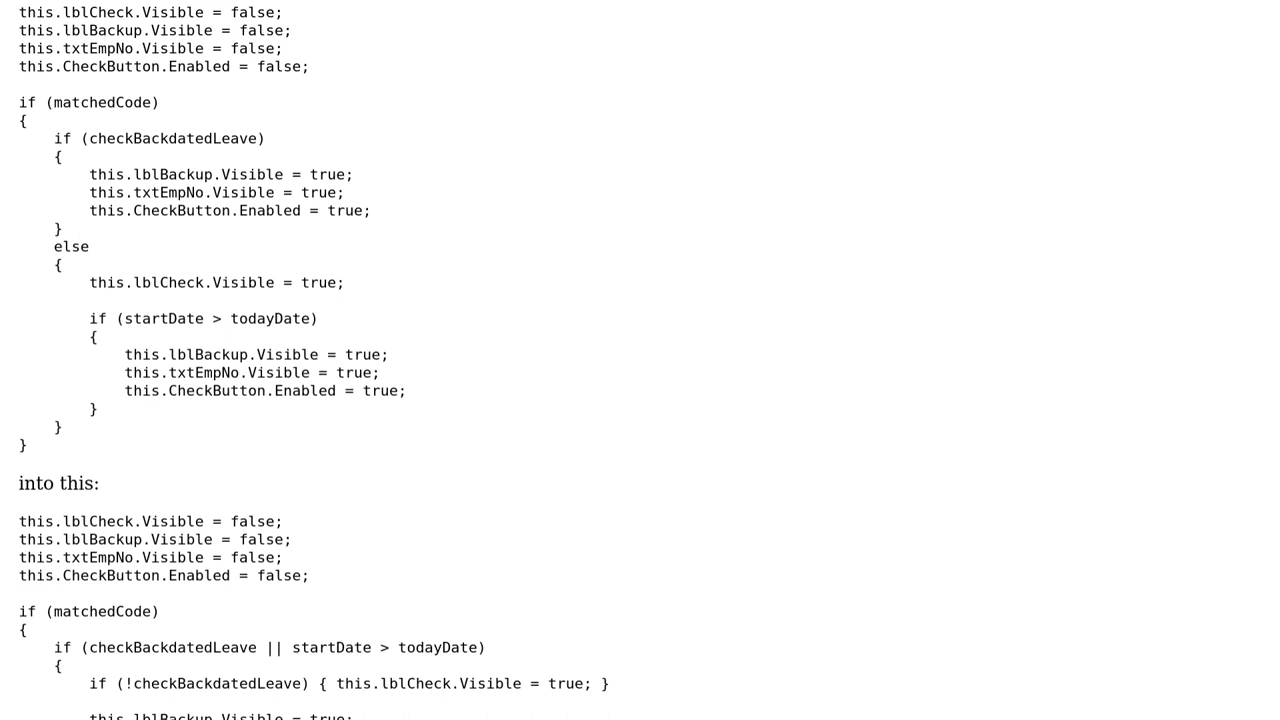 this.lblCheck.Visible = false;
this.lblBackup.Visible = false;
this.txtEmpNo.Visible = false;
this.CheckButton.Enabled = false;

if (matchedCode)
{
    if (checkBackdatedLeave)
    {
        this.lblBackup.Visible = true;
        this.txtEmpNo.Visible = true;
        this.CheckButton.Enabled = true;
    }
    else
    {
        this.lblCheck.Visible = true;

        if (startDate > todayDate)
        {
            this.lblBackup.Visible = true;
            this.txtEmpNo.Visible = true;
            this.CheckButton.Enabled = true;
        }
    }
}
into this:
this.lblCheck.Visible = false;
this.lblBackup.Visible = false;
this.txtEmpNo.Visible = false;
this.CheckButton.Enabled = false;

if (matchedCode)
{
    if (checkBackdatedLeave || startDate > todayDate)
    {
        if (!checkBackdatedLeave) { this.lblCheck.Visible = true; }

        this.lblBackup.Visible = true;